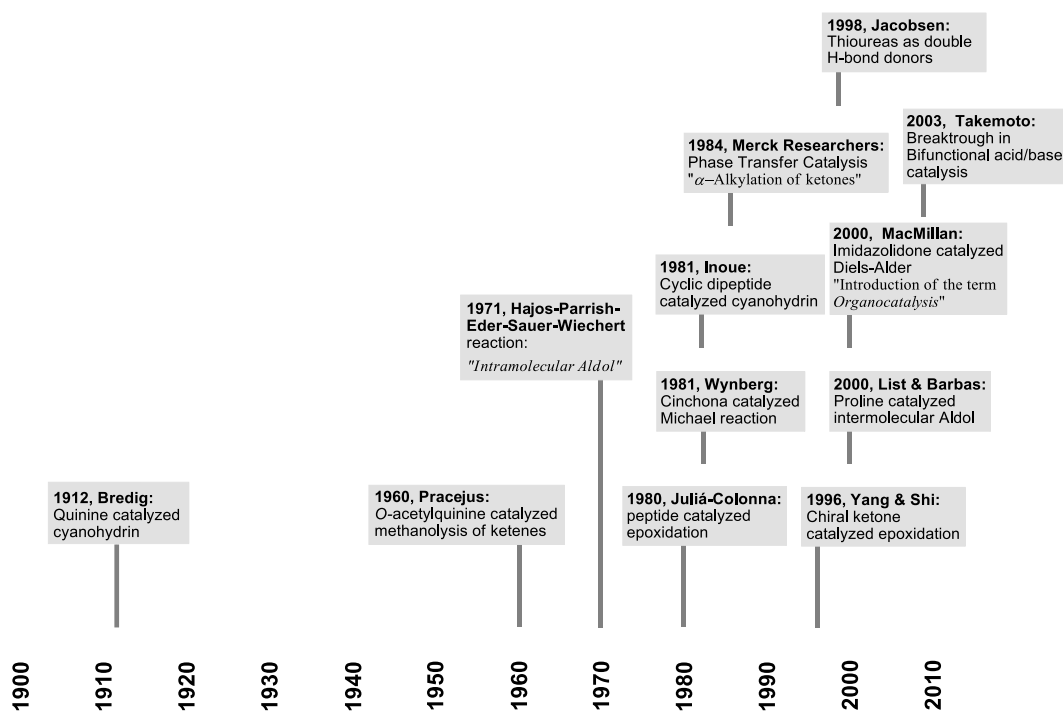 1998, Jacobsen:
Thioureas as double
H-bond donors
2003, Takemoto:
Breaktrough in
Bifunctional acid/base
catalysis
1984, Merck Researchers:
Phase Transfer Catalysis
"α–Alkylation of ketones"
2000, MacMillan:
Imidazolidone catalyzed
Diels-Alder
"Introduction of the term
Organocatalysis"
1981, Inoue:
Cyclic dipeptide
catalyzed cyanohydrin
1971, Hajos-Parrish-
Eder-Sauer-Wiechert
reaction:
"Intramolecular Aldol"
1981, Wynberg:
Cinchona catalyzed
Michael reaction
2000, List & Barbas:
Proline catalyzed
intermolecular Aldol
1912, Bredig:
Quinine catalyzed
cyanohydrin
1960, Pracejus:
O-acetylquinine catalyzed
methanolysis of ketenes
1980, Juliá-Colonna:
peptide catalyzed
epoxidation
1996, Yang & Shi:
Chiral ketone
catalyzed epoxidation
1900
1910
1920
1930
1940
1950
1960
1970
1980
1990
2000
2010